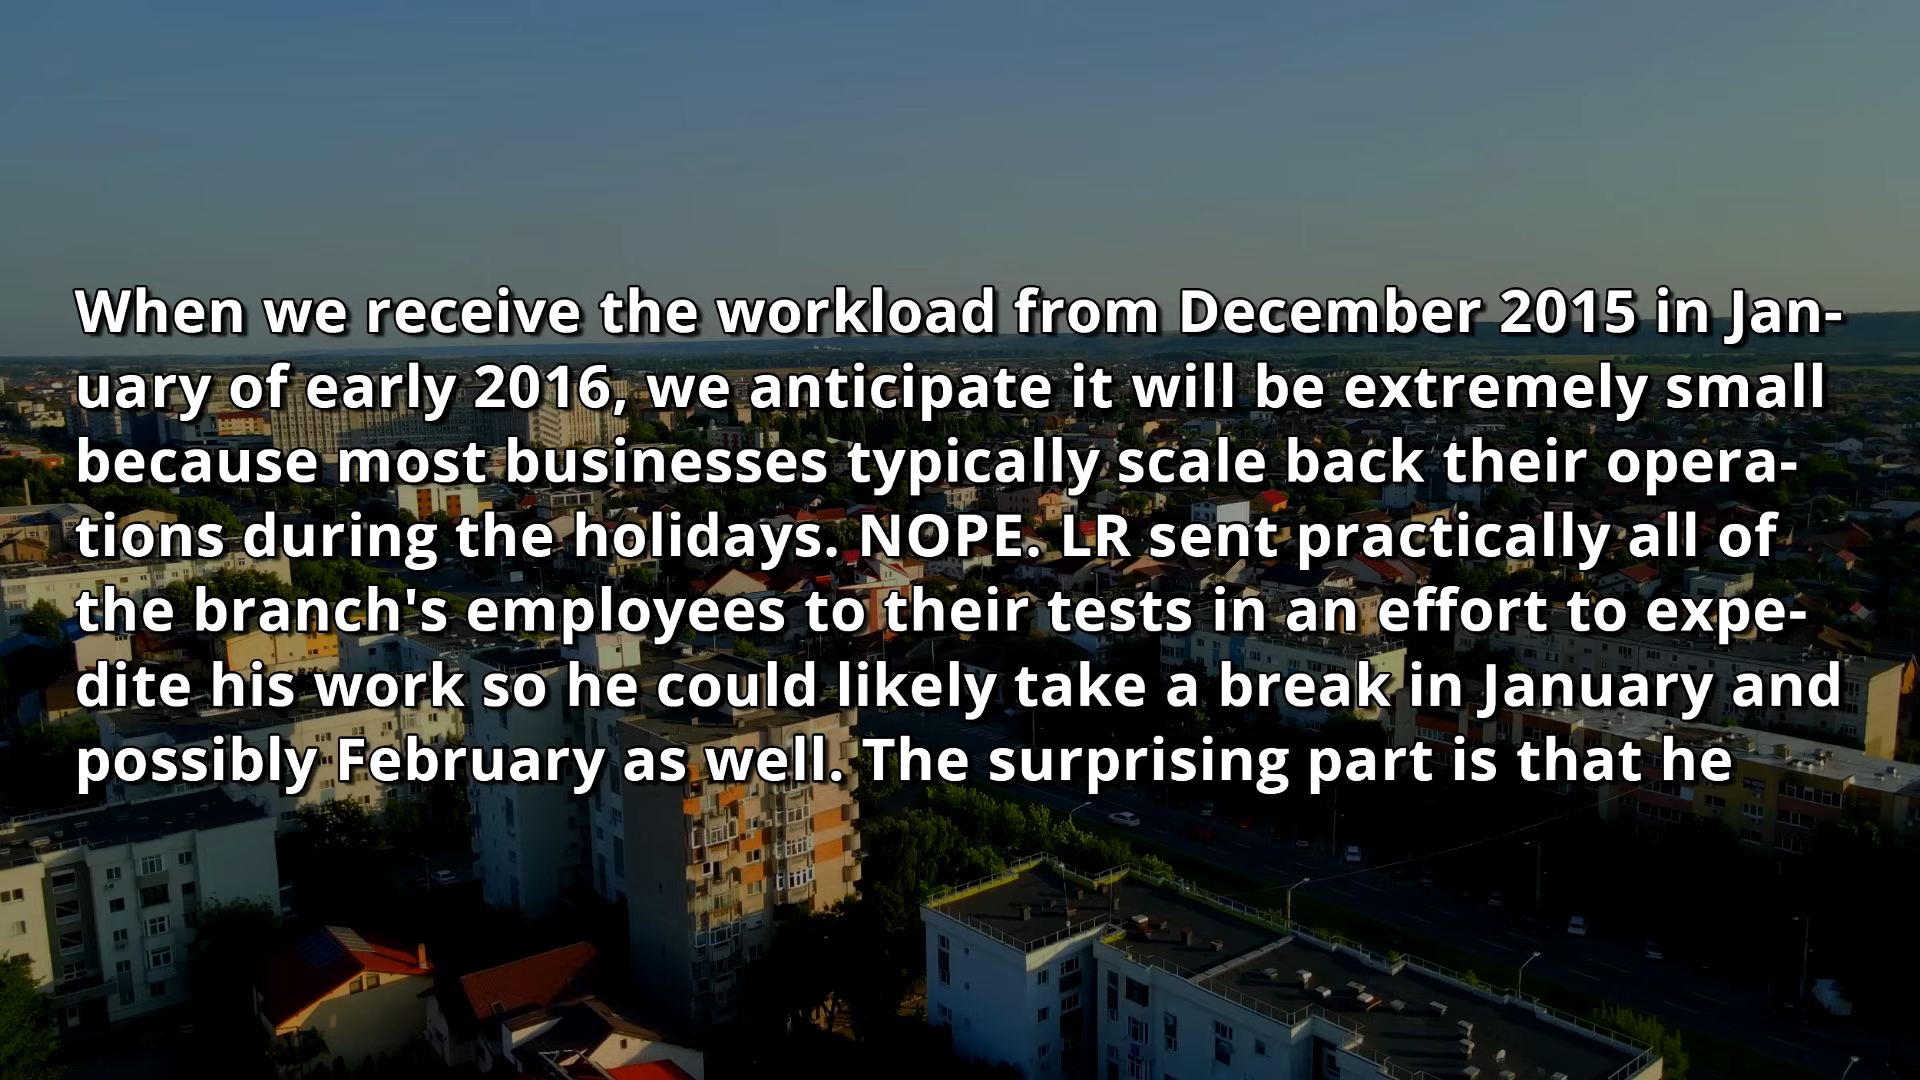 When we receive the workload from December 2015 in Jan-
uary of early 2016, we anticipate it will be extremely small
because most businesses typically scale back their opera-
tions during the holidays. NOPE. LR sent practically all of
the branch's employees to their tests in an effort to expe-
dite his work so he could likely take a break in January and
possibly February as well. The surprising part is that he